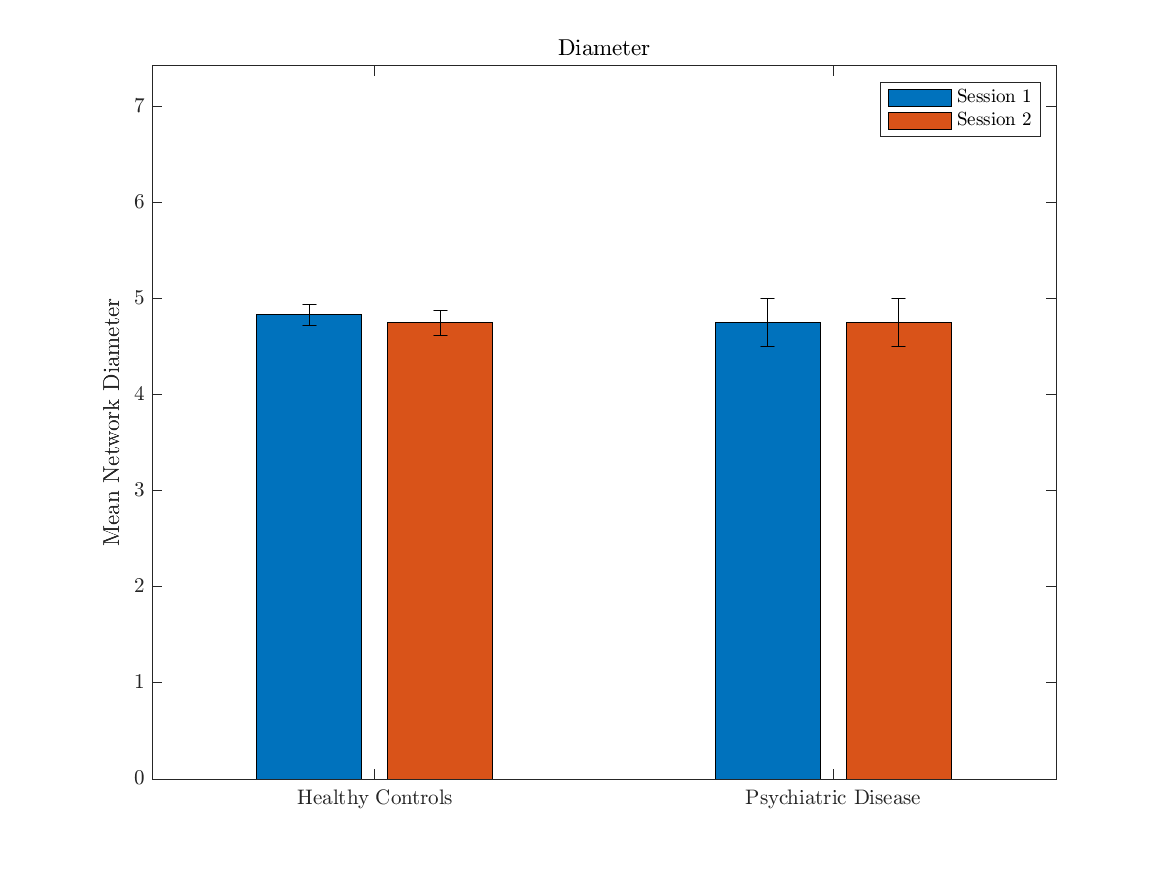 Diameter
Session 1
Session 2
Mean Network Diameter
7
6
5
4
3
2
1
0
Healthy Controls
Psychiatric Disease